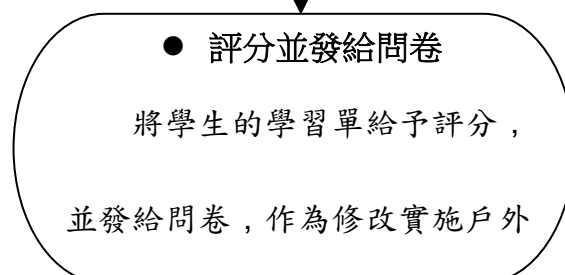 ● 評分並發給問卷
將學生的學習單給予評分，
並發給問卷，作為修改實施戶外